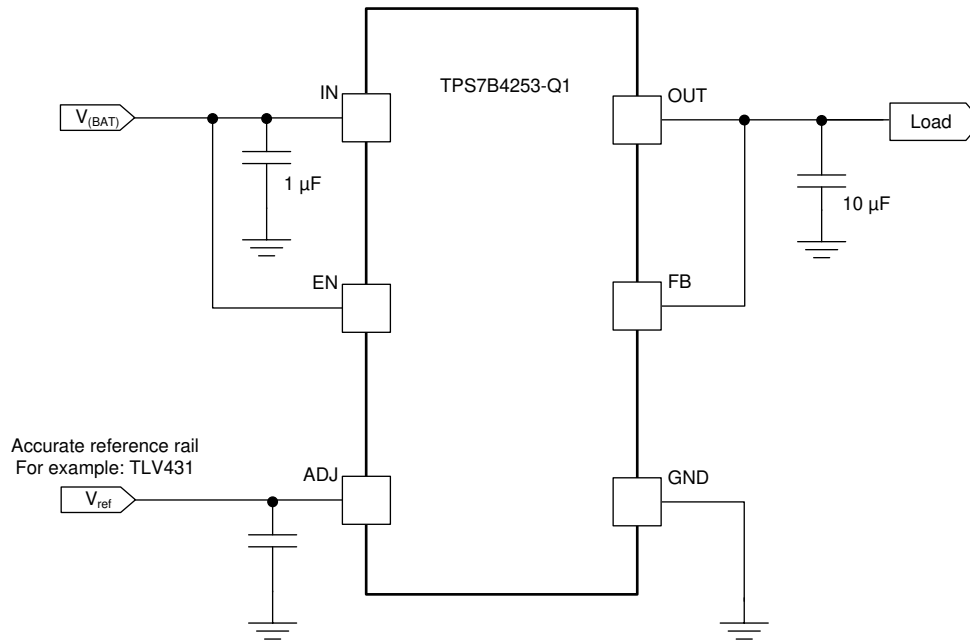 TPS7B4253-Q1
IN
OUT
V(BAT)
Load
1 µF
10 µF
EN
FB
Accurate reference rail
For example: TLV431
ADJ
GND
Vref